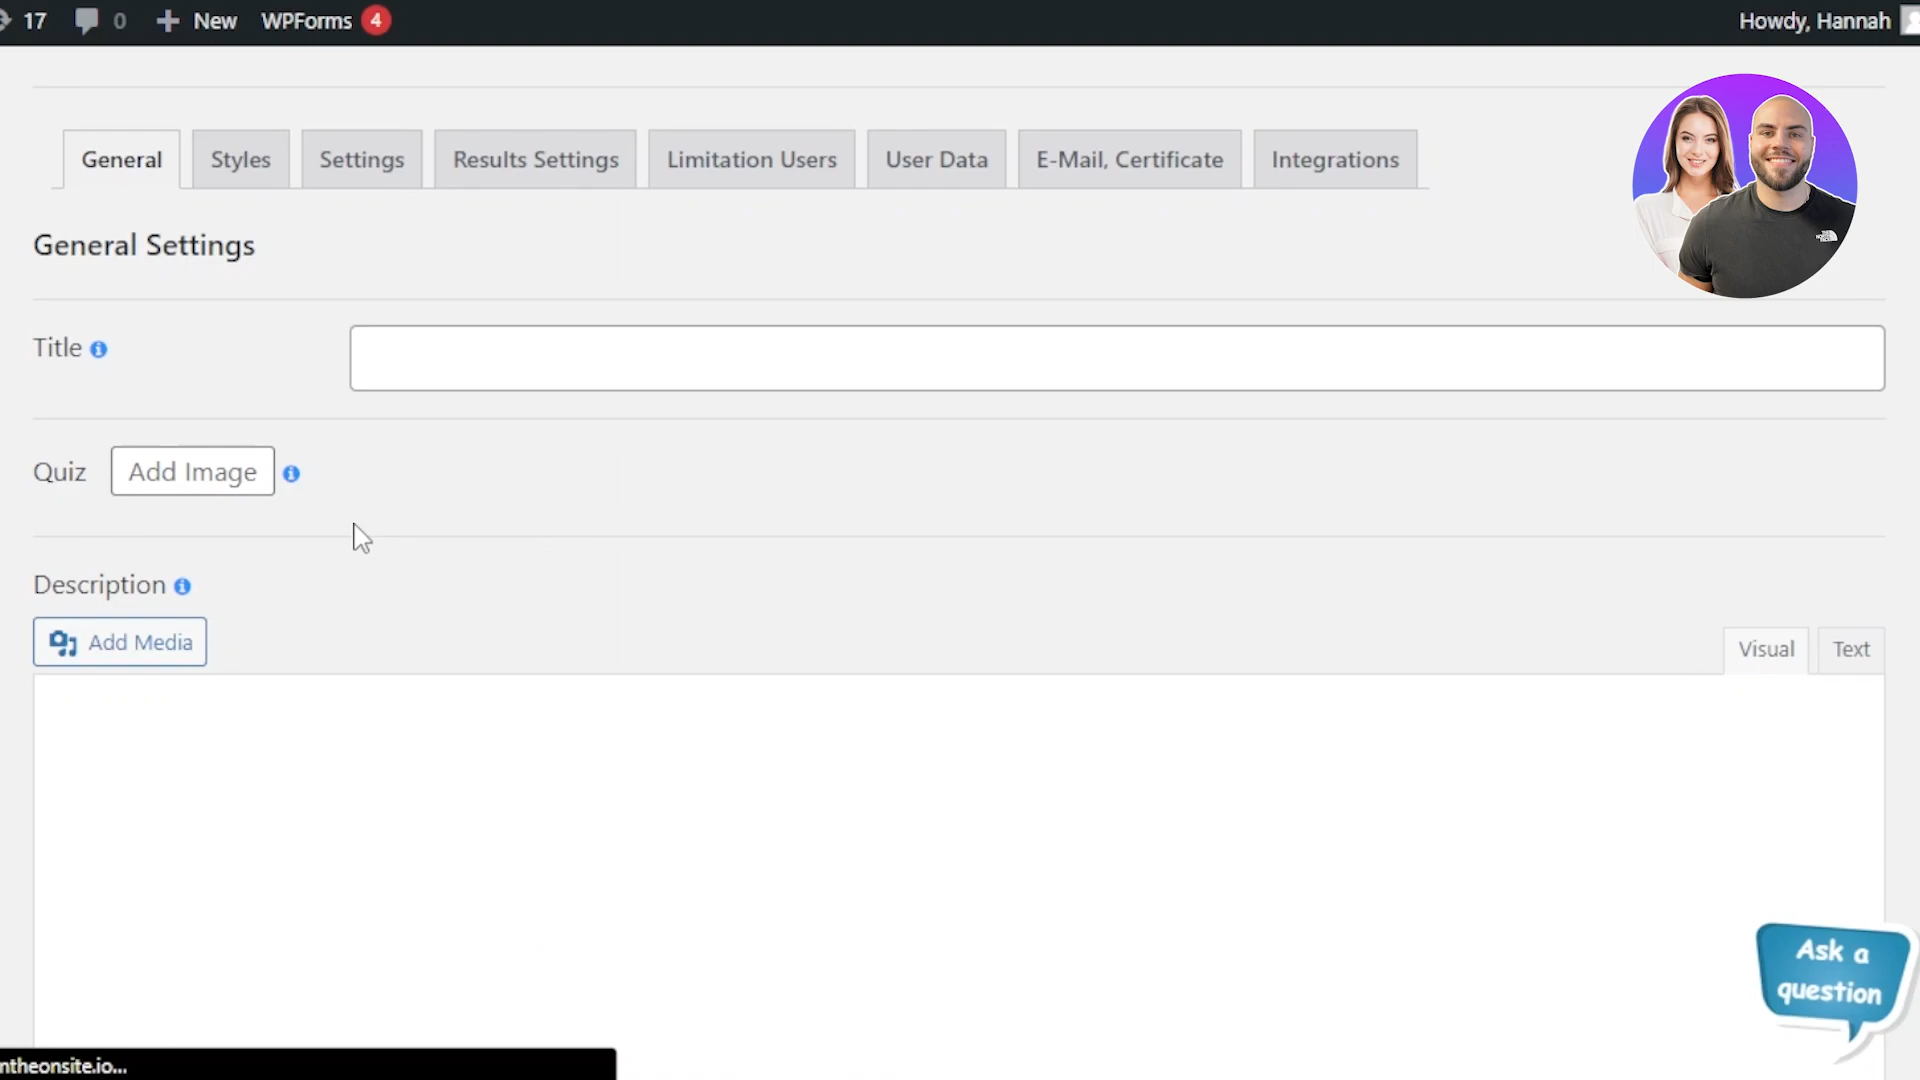 17 0 New WPForms 4 Howdy, Hannah
General Styles Settings Results Settings Limitation Users User Data E-Mail, Certificate Integrations
General Settings
Title
Quiz Add Image
Description
Add Media
Visual Text
Ask a
question
ntheonsite.io...